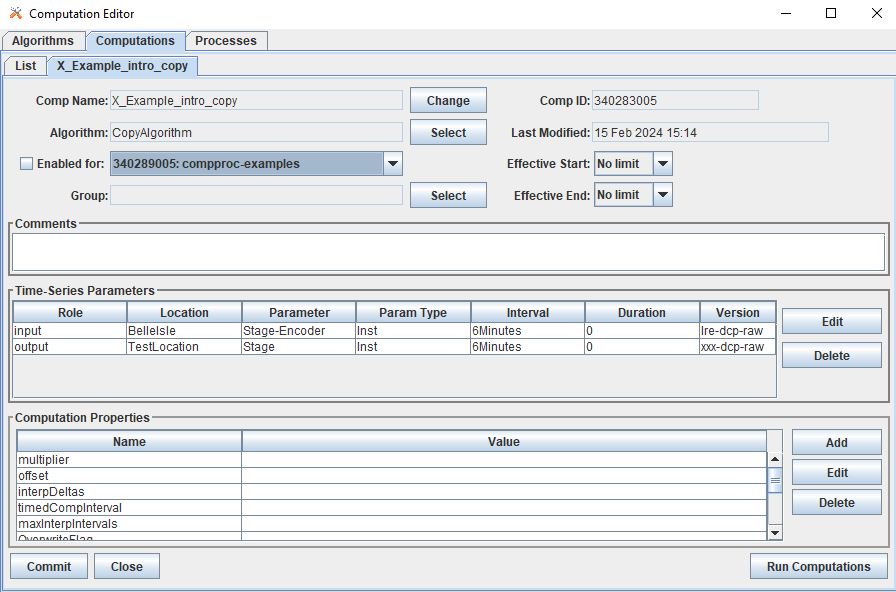 Computation Editor
Algorithms Computations Processes
List X_Example_intro_copy
Comp Name: X_Example_intro_copy Change Comp ID: 340283005
Algorithm: CopyAlgorithm Select Last Modified: 15 Feb 2024 15:14
Enabled for: 340289005: compproc-examples Effective Start: No limit
Group: Select Effective End: No limit
Comments
Time-Series Parameters
Role Location Parameter Param Type Interval Duration Version
input BelleIsle Stage-Encoder Inst 6Minutes 0 lre-dcp-raw Edit
output TestLocation Stage Inst 6Minutes 0 xxx-dcp-raw Delete
Computation Properties
Name Value Add
multiplier
offset Edit
interpDeltas
timedCompInterval Delete
maxInterpIntervals
OverwriteFlag
Commit Close Run Computations